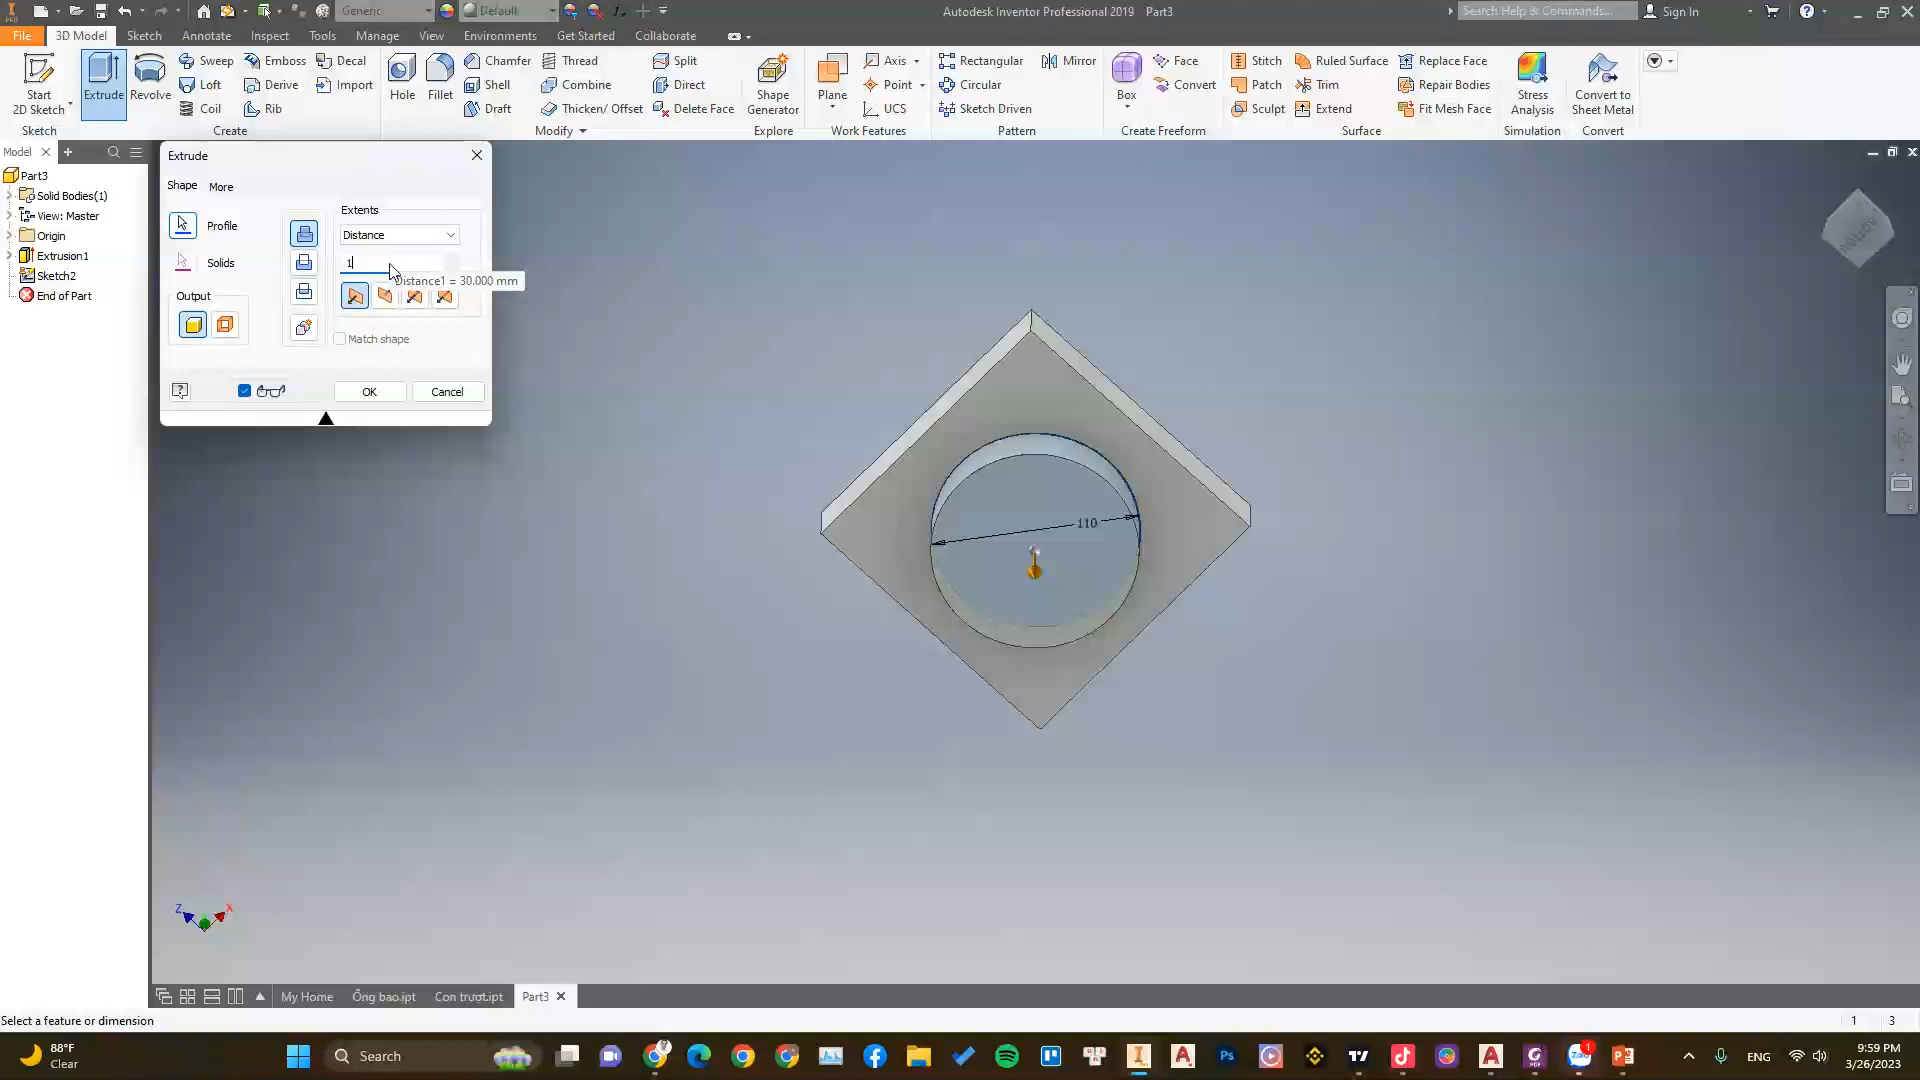 Generic
Default
Autodesk Inventor Professional 2019 Part3
Search Help & Commands...
Sign In
File 3D Model Sketch Annotate Inspect Tools Manage View Environments Get Started Collaborate
Start 2D Sketch
Extrude
Revolve
Sweep Emboss Decal
Loft Derive Import
Coil Rib
Hole
Fillet
Chamfer Thread Split
Shell Combine Direct
Draft Thicken/ Offset Delete Face
Shape Generator
Plane
Axis
Point
UCS
Rectangular Mirror
Circular
Sketch Driven
Box
Face
Convert
Stitch Ruled Surface Replace Face
Patch Trim Repair Bodies
Sculpt Extend Fit Mesh Face
Stress Analysis
Convert to Sheet Metal
Sketch Create Modify Explore Work Features Pattern Create Freeform Surface Simulation Convert
Model
Part3
Solid Bodies(1)
View: Master
Origin
Extrusion1
Sketch2
End of Part
Extrude
Shape More
Profile
Solids
Output
Extents
Distance
1
Distance1 = 30.000 mm
Match shape
OK Cancel
110
BOTTOM
Z X
My Home Ống bao.ipt Con trượt.ipt Part3
Select a feature or dimension
1 3
88°F
Clear
Search
1
ENG
9:59 PM
3/26/2023